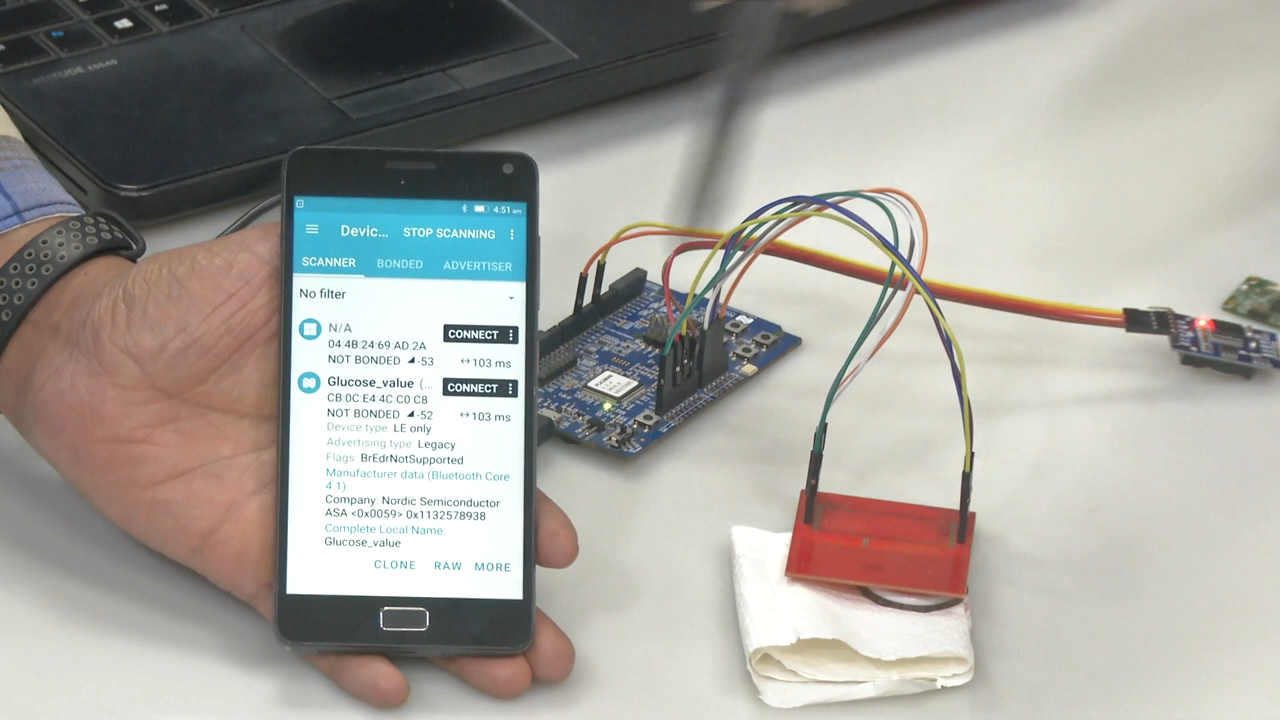 LATITUDE E5540
4:51 am
Devic... STOP SCANNING
SCANNER BONDED ADVERTISER
No filter
N/A
CONNECT
04:4B:24:69:AD:2A
NOT BONDED -53 ↔103 ms
Glucose_value (...
CONNECT
CB:0C:E4:4C:C0:C8
NOT BONDED -52 ↔103 ms
Device type: LE only
Advertising type: Legacy
Flags: BrEdrNotSupported
Manufacturer data (Bluetooth Core
4.1):
Company: Nordic Semiconductor
ASA <0x0059> 0x1132578938
Complete Local Name:
Glucose_value
CLONE RAW MORE